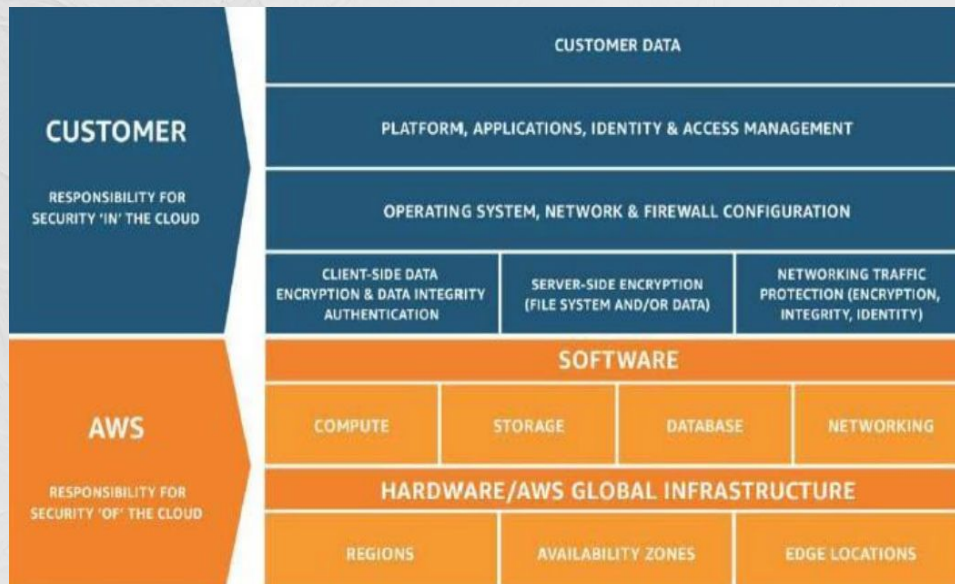 CUSTOMER
RESPONSIBILITY FOR
SECURITY 'IN' THE CLOUD
CUSTOMER DATA
PLATFORM, APPLICATIONS, IDENTITY & ACCESS MANAGEMENT
OPERATING SYSTEM, NETWORK & FIREWALL CONFIGURATION
CLIENT-SIDE DATA
ENCRYPTION & DATA INTEGRITY
AUTHENTICATION
SERVER-SIDE ENCRYPTION
(FILE SYSTEM AND/OR DATA)
NETWORKING TRAFFIC
PROTECTION (ENCRYPTION,
INTEGRITY, IDENTITY)
AWS
RESPONSIBILITY FOR
SECURITY 'OF' THE CLOUD
SOFTWARE
COMPUTE
STORAGE
DATABASE
NETWORKING
HARDWARE/AWS GLOBAL INFRASTRUCTURE
REGIONS
AVAILABILITY ZONES
EDGE LOCATIONS